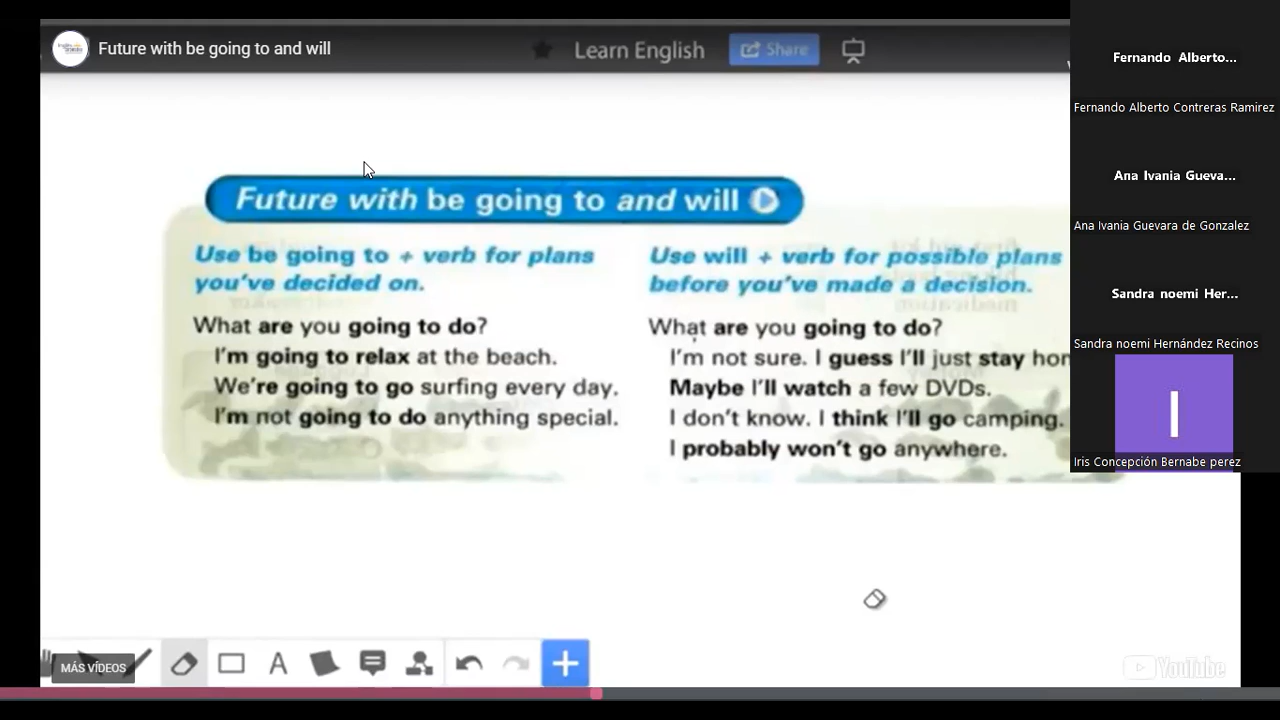 Future with be going to and will
Learn English
Share
Future with be going to and will
Use be going to + verb for plans
you've decided on.
What are you going to do?
I'm going to relax at the beach.
We're going to go surfing every day.
I'm not going to do anything special.
Use will + verb for possible plans
before you've made a decision.
What are you going to do?
I'm not sure. I guess I'll just stay hom
Maybe I'll watch a few DVDs.
I don't know. I think I'll go camping.
I probably won't go anywhere.
Fernando Alberto...
Fernando Alberto Contreras Ramirez
Ana Ivania Gueva...
Ana Ivania Guevara de Gonzalez
Sandra noemi Her...
Sandra noemi Hernández Recinos
I
Iris Concepción Bernabe perez
A
MÁS VÍDEOS
YouTube